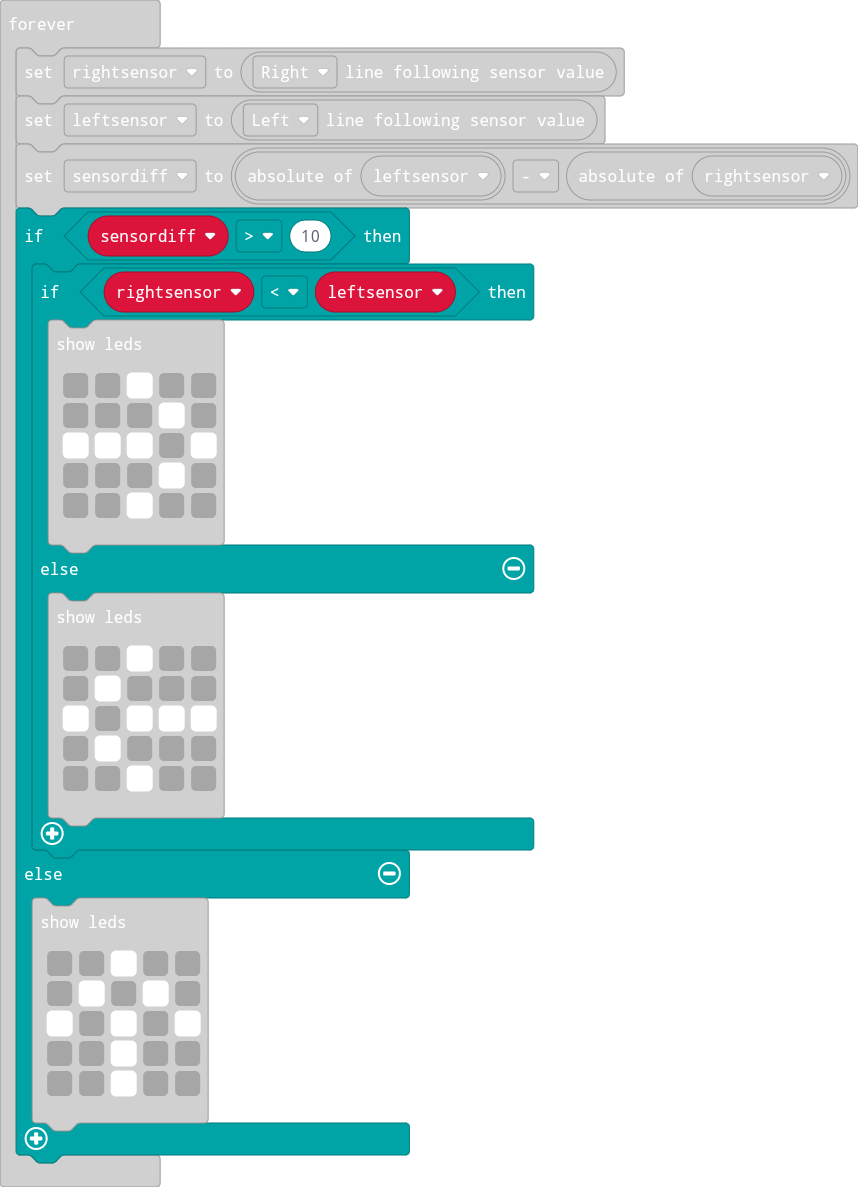 forever
set rightsensor to Right line following sensor value
set leftsensor to Left line following sensor value
set sensordiff to absolute of leftsensor - absolute of rightsensor
if sensordiff > 10 then
if rightsensor < leftsensor then
show leds
else
show leds
else
show leds